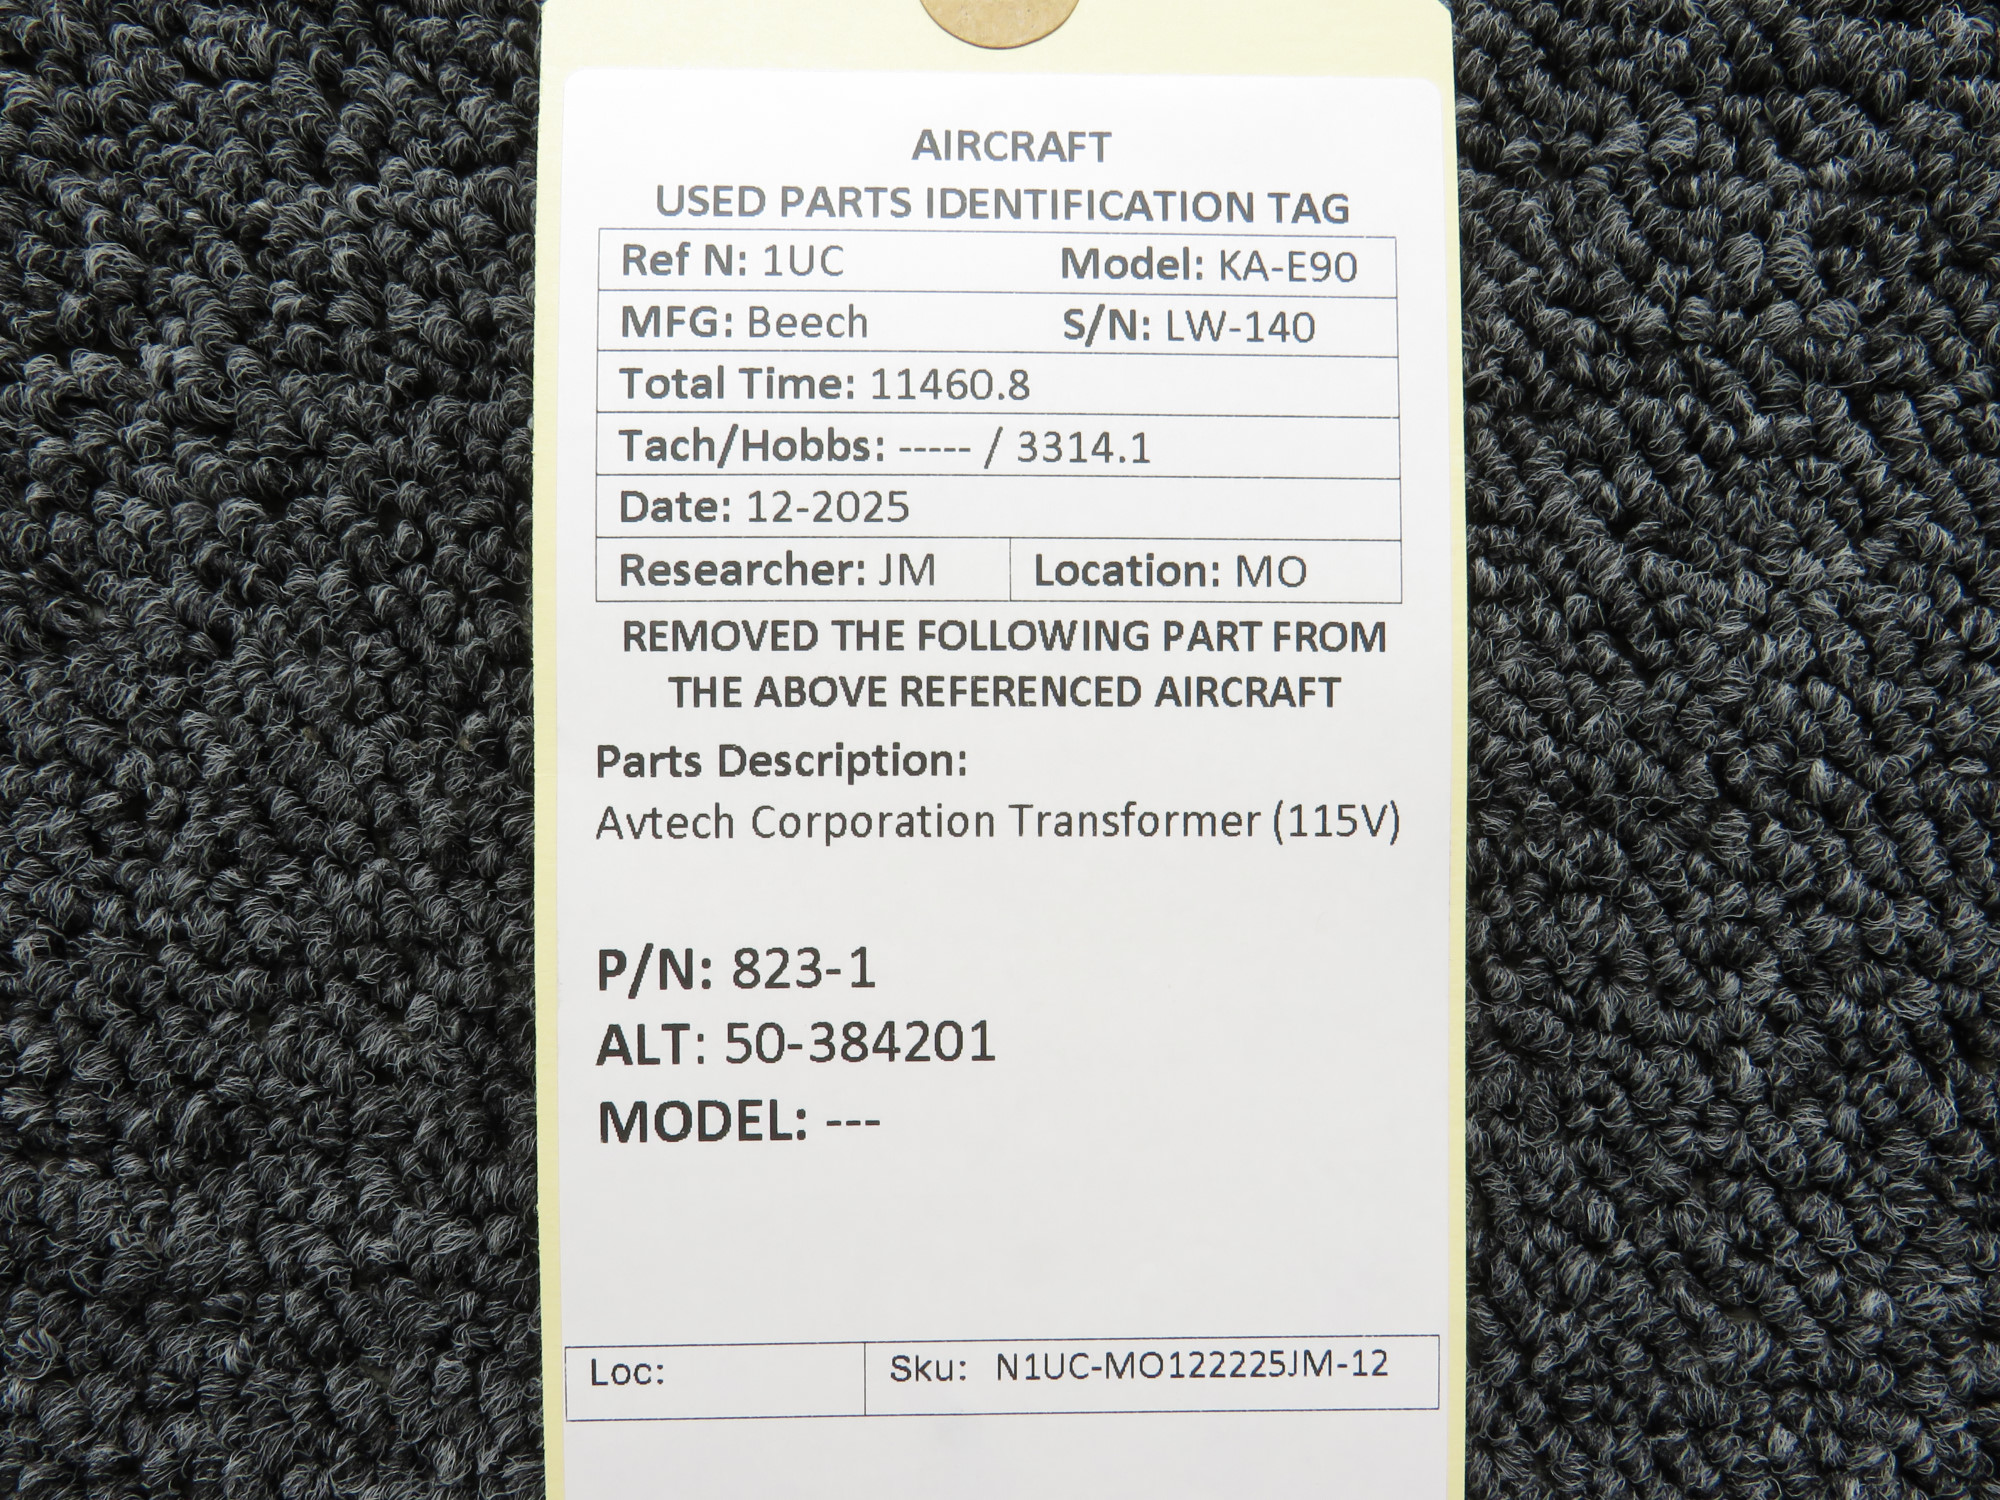 AIRCRAFT
USED PARTS IDENTIFICATION TAG
Ref N: 1UC Model: KA-E90
MFG: Beech S/N: LW-140
Total Time: 11460.8
Tach/Hobbs: ----- / 3314.1
Date: 12-2025
Researcher: JM Location: MO
REMOVED THE FOLLOWING PART FROM
THE ABOVE REFERENCED AIRCRAFT
Parts Description:
Avtech Corporation Transformer (115V)
P/N: 823-1
ALT: 50-384201
MODEL: ---
Loc: Sku: N1UC-MO122225JM-12